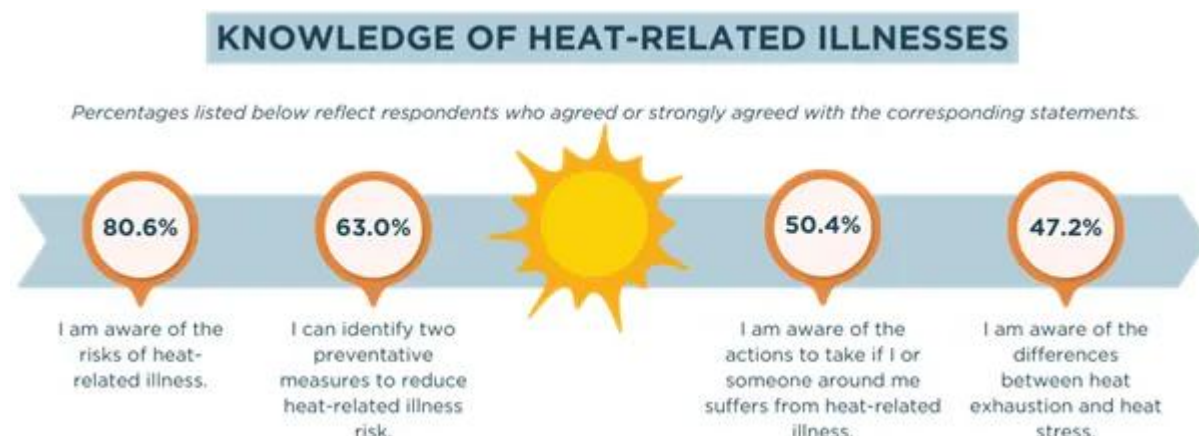 KNOWLEDGE OF HEAT-RELATED ILLNESSES
Percentages listed below reflect respondents who agreed or strongly agreed with the corresponding statements.
80.6%
I am aware of the
risks of heat-
related illness.
63.0%
I can identify two
preventative
measures to reduce
heat-related illness
risk.
50.4%
I am aware of the
actions to take if I or
someone around me
suffers from heat-related
illness.
47.2%
I am aware of the
differences
between heat
exhaustion and heat
stress.